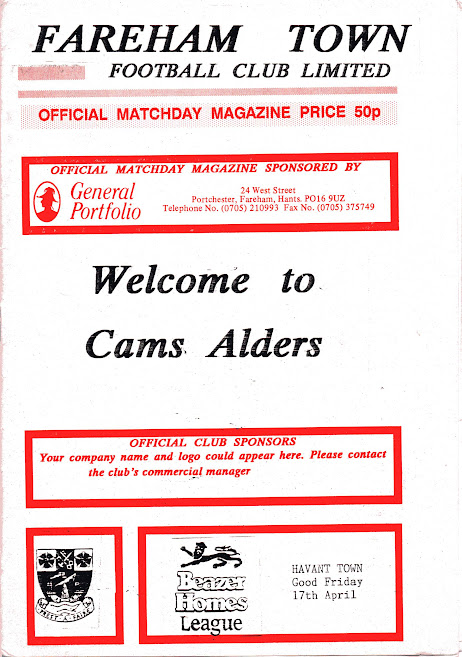 FAREHAM TOWN
FOOTBALL CLUB LIMITED
OFFICIAL MATCHDAY MAGAZINE PRICE 50p
OFFICIAL MATCHDAY MAGAZINE SPONSORED BY
General
Portfolio
24 West Street
Portchester, Fareham, Hants. PO16 9UZ
Telephone No. (0705) 210993 Fax No. (0705) 375749
Welcome to
Cams Alders
OFFICIAL CLUB SPONSORS
Your company name and logo could appear here. Please contact
the club's commercial manager
Beazer
Homes
League
HAVANT TOWN
Good Friday
17th April